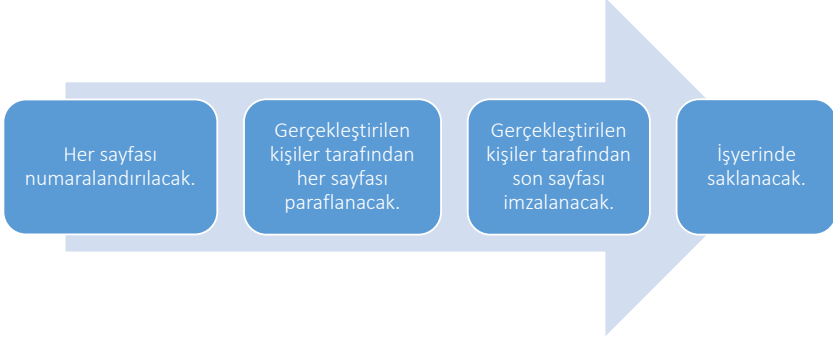 Her sayfası
numaralandırılacak.
Gerçekleştirilen
kişiler tarafından
her sayfası
paraflanacak.
Gerçekleştirilen
kişiler tarafından
son sayfası
imzalanacak.
İşyerinde
saklanacak.